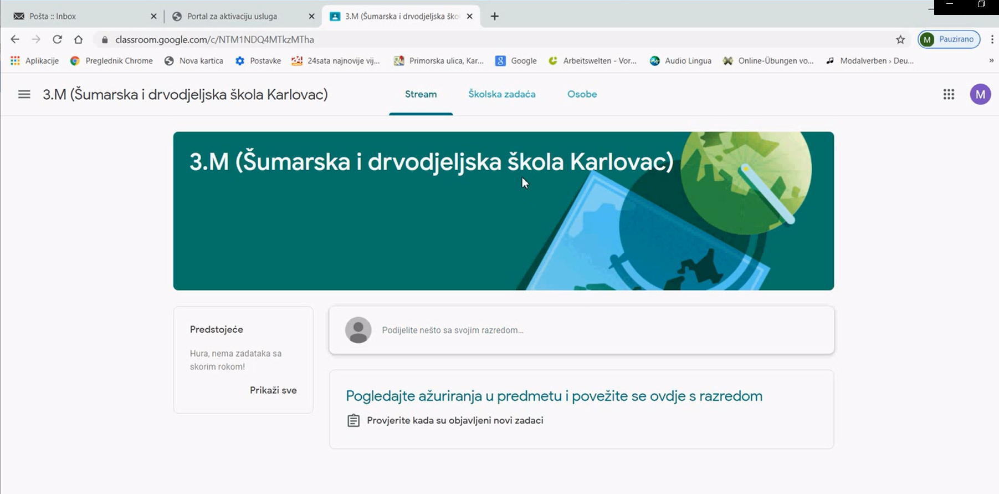 Pošta :: Inbox
Portal za aktivaciju usluga
3.M (Šumarska i drvodjeljska ško
classroom.google.com/c/NTM1NDQ4MTkzMTha
M Pauzirano
Aplikacije
Preglednik Chrome
Nova kartica
Postavke
24sata najnovije vij...
Primorska ulica, Kar...
Google
Arbeitswelten - Vor...
Audio Lingua
Online-Übungen vo...
Modalverben › Deu...
»
3.M (Šumarska i drvodjeljska škola Karlovac)
Stream
Školska zadaća
Osobe
M
3.M (Šumarska i drvodjeljska škola Karlovac)
Predstojeće
Hura, nema zadataka sa
skorim rokom!
Prikaži sve
Podijelite nešto sa svojim razredom...
Pogledajte ažuriranja u predmetu i povežite se ovdje s razredom
Provjerite kada su objavljeni novi zadaci